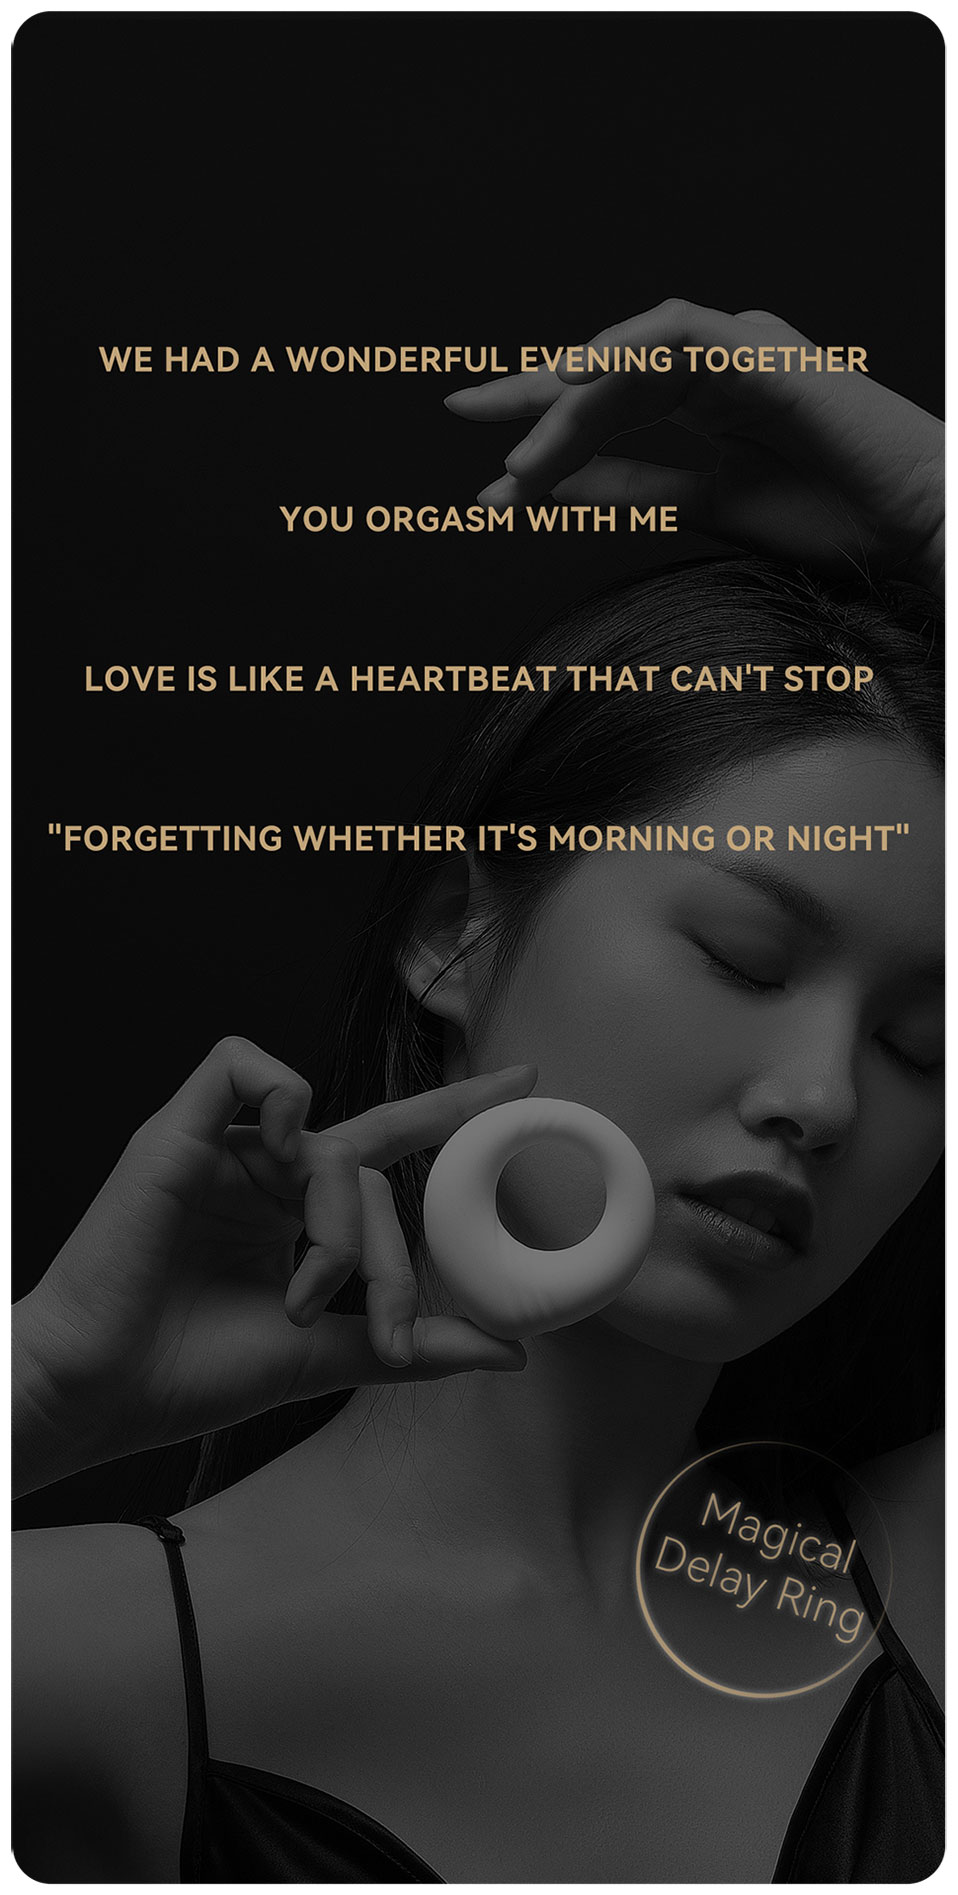 WE HAD A WONDERFUL EVENING TOGETHER
YOU ORGASM WITH ME
LOVE IS LIKE A HEARTBEAT THAT CAN'T STOP
"FORGETTING WHETHER IT'S MORNING OR NIGHT"
Magical
Delay Ring